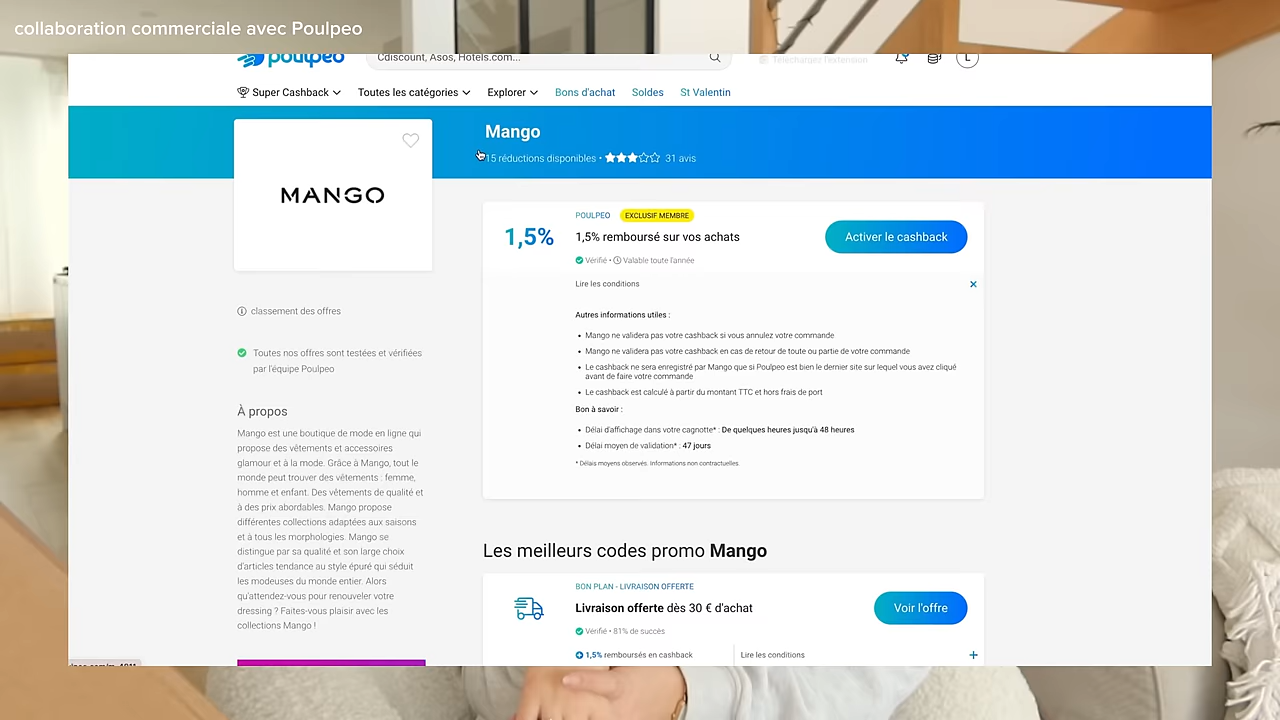 collaboration commerciale avec Poulpeo
poulpeo
Cdiscount, Asos, Hotels.com...
Téléchargez l'extension
L
Super Cashback
Toutes les catégories
Explorer
Bons d'achat
Soldes
St Valentin
MANGO
Mango
15 réductions disponibles • 31 avis
classement des offres
Toutes nos offres sont testées et vérifiées
par l'équipe Poulpeo
À propos
Mango est une boutique de mode en ligne qui
propose des vêtements et accessoires
glamour et à la mode. Grâce à Mango, tout le
monde peut trouver des vêtements : femme,
homme et enfant. Des vêtements de qualité et
à des prix abordables. Mango propose
différentes collections adaptées aux saisons
et à tous les morphologies. Mango se
distingue par sa qualité et son large choix
d'articles tendance au style épuré qui séduit
les modeuses du monde entier. Alors
qu'attendez-vous pour renouveler votre
dressing ? Faites-vous plaisir avec les
collections Mango !
1,5%
POULPEO EXCLUSIF MEMBRE
1,5% remboursé sur vos achats
Vérifié • Valable toute l'année
Activer le cashback
Lire les conditions
Autres informations utiles :
• Mango ne validera pas votre cashback si vous annulez votre commande
• Mango ne validera pas votre cashback en cas de retour de toute ou partie de votre commande
• Le cashback ne sera enregistré par Mango que si Poulpeo est bien le dernier site sur lequel vous avez cliqué
avant de faire votre commande
• Le cashback est calculé à partir du montant TTC et hors frais de port
Bon à savoir :
• Délai d'affichage dans votre cagnotte* : De quelques heures jusqu'à 48 heures
• Délai moyen de validation* : 47 jours
* Délais moyens observés. Informations non contractuelles.
Les meilleurs codes promo Mango
BON PLAN - LIVRAISON OFFERTE
Livraison offerte dès 30 € d'achat
Vérifié • 81% de succès
Voir l'offre
1,5% remboursés en cashback
Lire les conditions